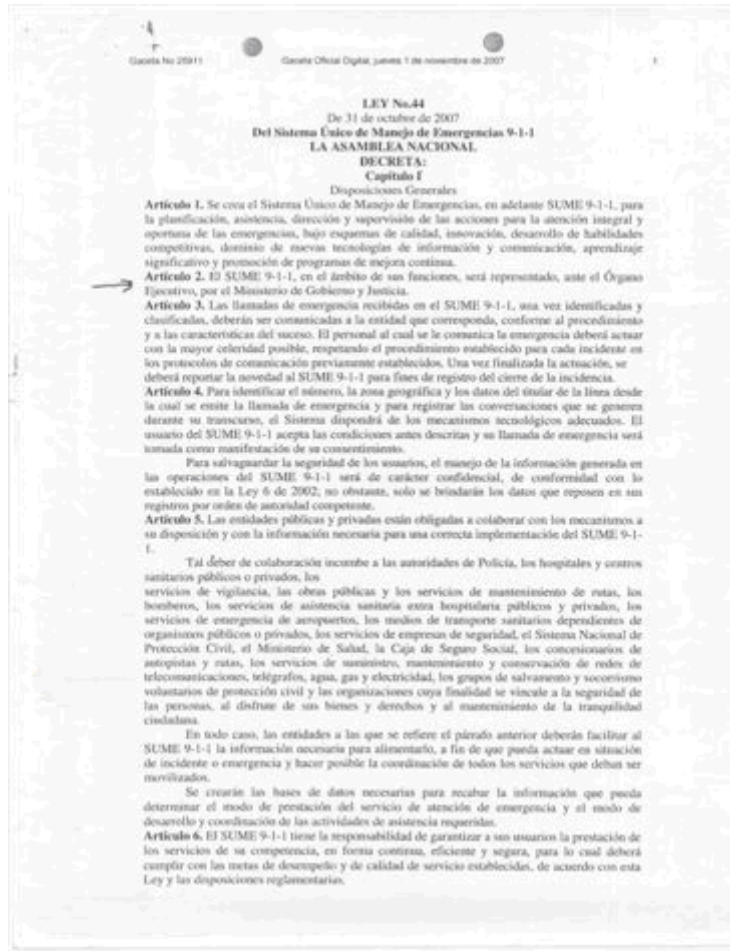 Gaceta No 25911 Gaceta Oficial Digital, jueves 1 de noviembre de 2007 1
LEY No.44
De 31 de octubre de 2007
Del Sistema Único de Manejo de Emergencias 9-1-1
LA ASAMBLEA NACIONAL
DECRETA:
Capítulo I
Disposiciones Generales
Artículo 1. Se crea el Sistema Único de Manejo de Emergencias, en adelante SUME 9-1-1, para
la planificación, asistencia, dirección y supervisión de las acciones para la atención integral y
oportuna de las emergencias, bajo esquemas de calidad, innovación, desarrollo de habilidades
competitivas, dominio de nuevas tecnologías de información y comunicación, aprendizaje
significativo y promoción de programas de mejora continua.
Artículo 2. El SUME 9-1-1, en el ámbito de sus funciones, será representado, ante el Órgano
Ejecutivo, por el Ministerio de Gobierno y Justicia.
Artículo 3. Las llamadas de emergencia recibidas en el SUME 9-1-1, una vez identificadas y
clasificadas, deberán ser comunicadas a la entidad que corresponda, conforme al procedimiento
y a las características del suceso. El personal al cual se le comunica la emergencia deberá actuar
con la mayor celeridad posible, respetando el procedimiento establecido para cada incidente en
los protocolos de comunicación previamente establecidos. Una vez finalizada la actuación, se
deberá reportar la novedad al SUME 9-1-1 para fines de registro del cierre de la incidencia.
Artículo 4. Para identificar el número, la zona geográfica y los datos del titular de la línea desde
la cual se emite la llamada de emergencia y para registrar las conversaciones que se generen
durante su transcurso, el Sistema dispondrá de los mecanismos tecnológicos adecuados. El
usuario del SUME 9-1-1 acepta las condiciones antes descritas y su llamada de emergencia será
tomada como manifestación de su consentimiento.
Para salvaguardar la seguridad de los usuarios, el manejo de la información generada en
las operaciones del SUME 9-1-1 será de carácter confidencial, de conformidad con lo
establecido en la Ley 6 de 2002; no obstante, solo se brindarán los datos que reposen en sus
registros por orden de autoridad competente.
Artículo 5. Las entidades públicas y privadas están obligadas a colaborar con los mecanismos a
su disposición y con la información necesaria para una correcta implementación del SUME 9-1-
1.
Tal deber de colaboración incumbe a las autoridades de Policía, los hospitales y centros
sanitarios públicos o privados, los
servicios de vigilancia, las obras públicas y los servicios de mantenimiento de rutas, los
bomberos, los servicios de asistencia sanitaria extra hospitalaria públicos y privados, los
servicios de emergencia de aeropuertos, los medios de transporte sanitarios dependientes de
organismos públicos o privados, los servicios de empresas de seguridad, el Sistema Nacional de
Protección Civil, el Ministerio de Salud, la Caja de Seguro Social, los concesionarios de
autopistas y rutas, los servicios de suministro, mantenimiento y conservación de redes de
telecomunicaciones, telégrafos, agua, gas y electricidad, los grupos de salvamento y socorrismo
voluntarios de protección civil y las organizaciones cuya finalidad se vincule a la seguridad de
las personas, al disfrute de sus bienes y derechos y al mantenimiento de la tranquilidad
ciudadana.
En todo caso, las entidades a las que se refiere el párrafo anterior deberán facilitar al
SUME 9-1-1 la información necesaria para alimentarlo, a fin de que pueda actuar en situación
de incidente o emergencia y hacer posible la coordinación de todos los servicios que deban ser
movilizados.
Se crearán las bases de datos necesarias para recabar la información que pueda
determinar el modo de prestación del servicio de atención de emergencia y el modo de
desarrollo y coordinación de las actividades de asistencia requeridas.
Artículo 6. El SUME 9-1-1 tiene la responsabilidad de garantizar a sus usuarios la prestación de
los servicios de su competencia, en forma continua, eficiente y segura, para lo cual deberá
cumplir con las metas de desempeño y de calidad de servicio establecidas, de acuerdo con esta
Ley y las disposiciones reglamentarias.